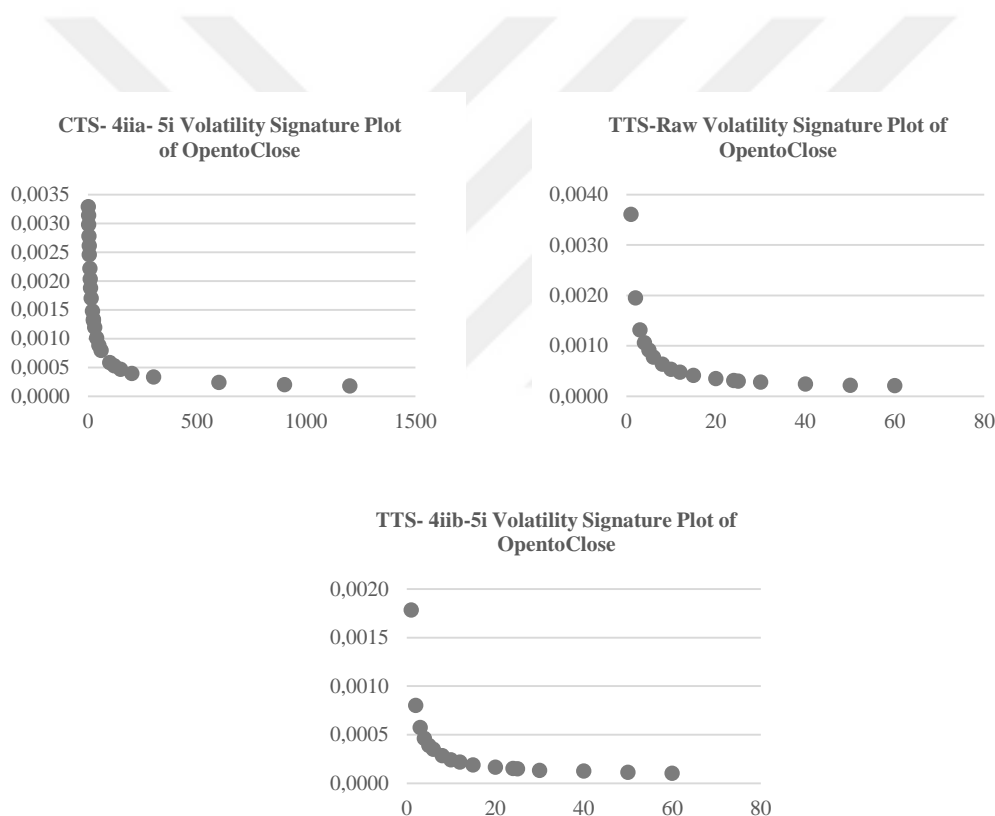 CTS- 4iia- 5i Volatility Signature Plot
of OpentoClose
0,0035
0,0030
0,0025
0,0020
0,0015
0,0010
0,0005
0,0000
0 500 1000 1500
TTS-Raw Volatility Signature Plot of
OpentoClose
0,0040
0,0030
0,0020
0,0010
0,0000
0 20 40 60 80
TTS- 4iib-5i Volatility Signature Plot of
OpentoClose
0,0020
0,0015
0,0010
0,0005
0,0000
0 20 40 60 80